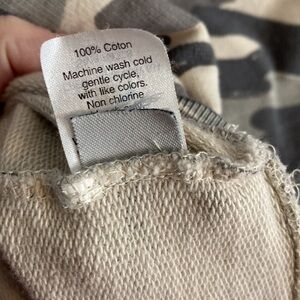 100% Coton
Machine wash cold
gentle cycle,
with like colors.
Non chlorine